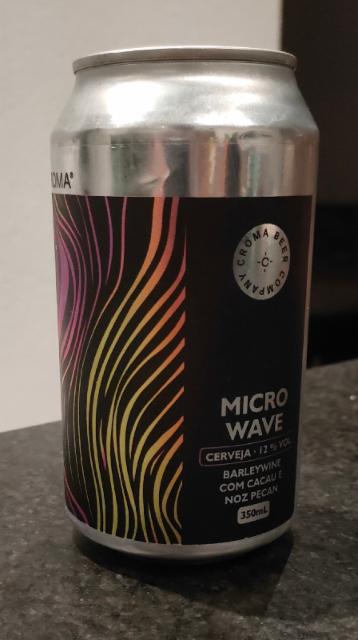 CROMA BEER COMPANY
MICRO
WAVE
CERVEJA · 12% VOL
BARLEYWINE
COM CACAU E
NOZ PECAN
350mL